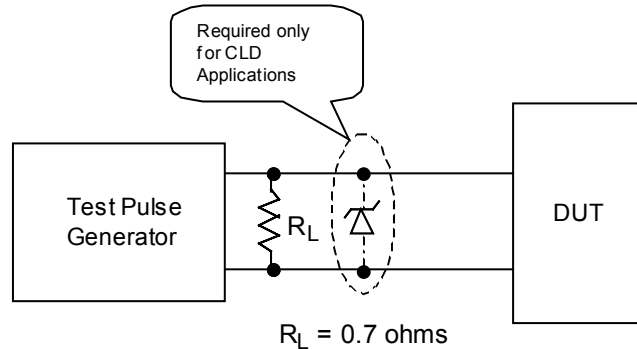 Required only
for CLD
Applications
Test Pulse
Generator
RL
DUT
RL = 0.7 ohms